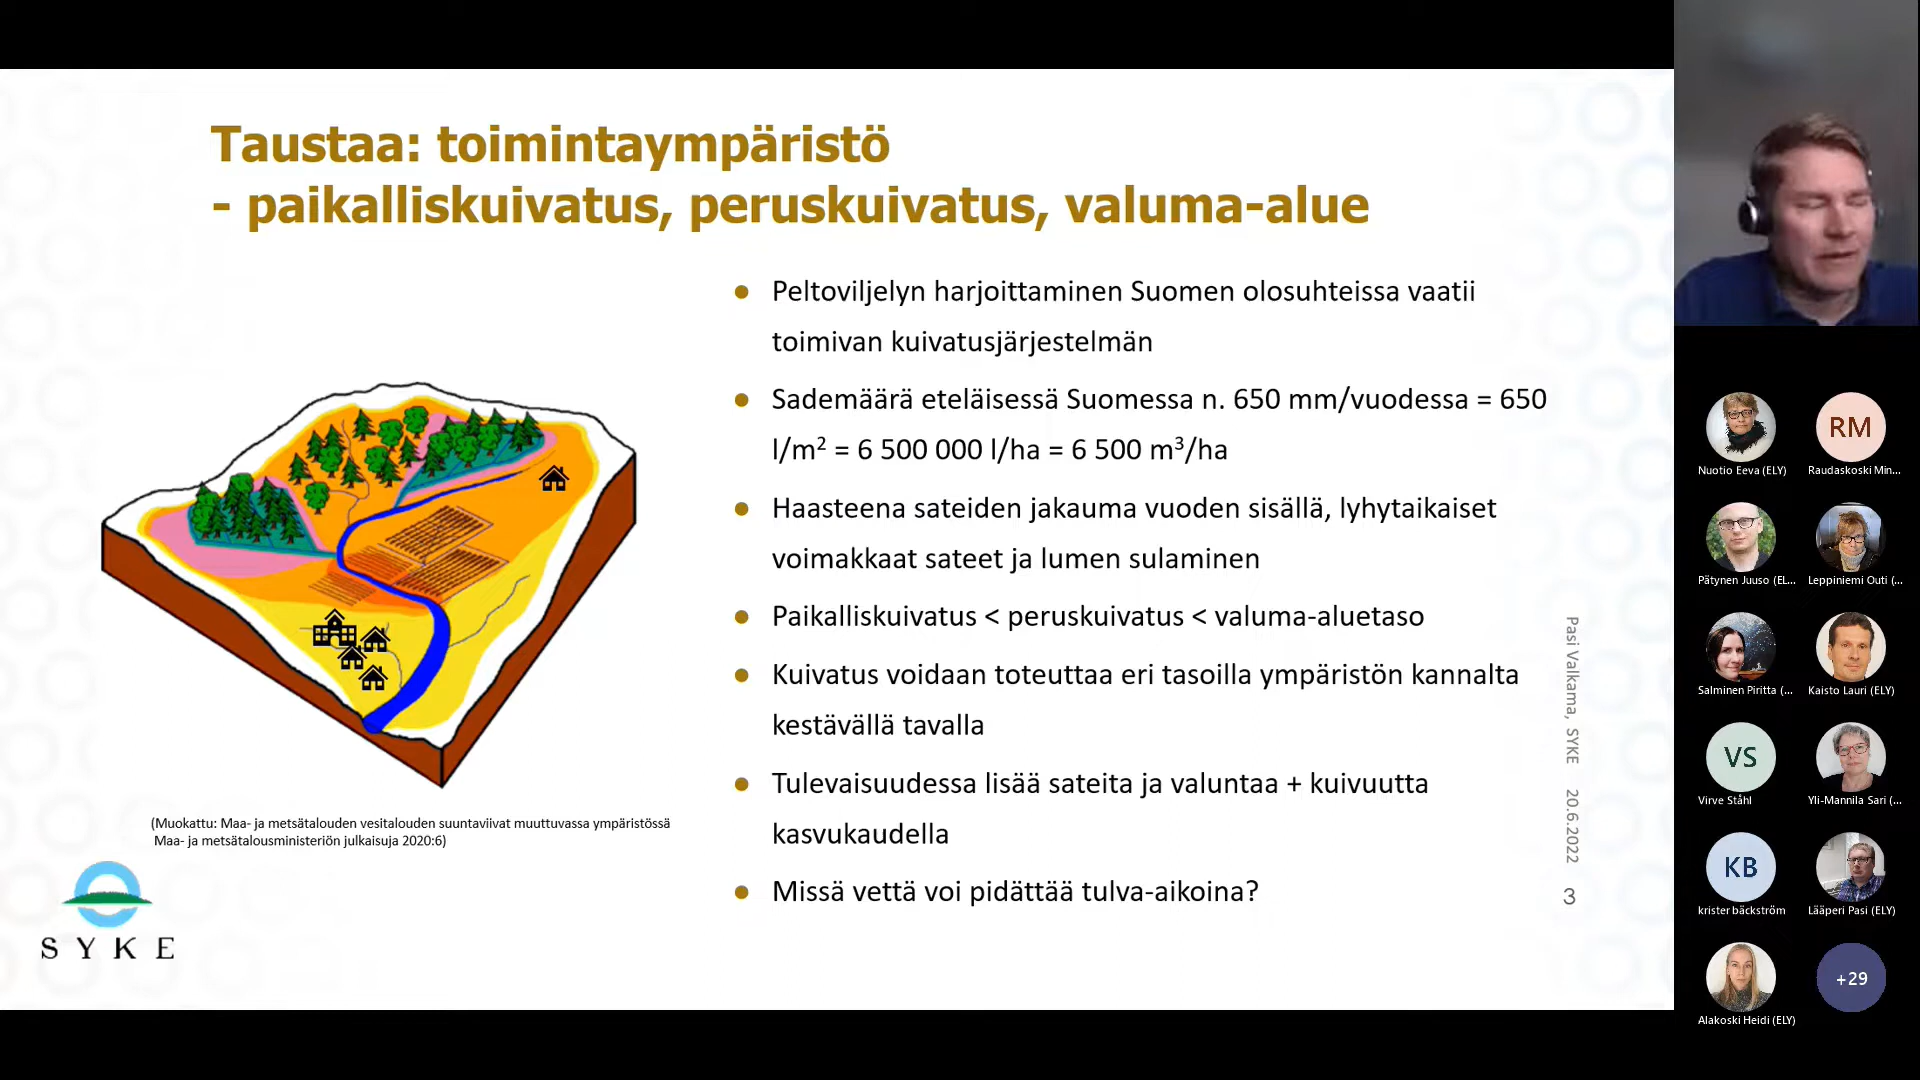 Taustaa: toimintaympäristö
- paikalliskuivatus, peruskuivatus, valuma-alue
● Peltoviljelyn harjoittaminen Suomen olosuhteissa vaatii
toimivan kuivatusjärjestelmän
● Sademäärä eteläisessä Suomessa n. 650 mm/vuodessa = 650
l/m² = 6 500 000 l/ha = 6 500 m³/ha
● Haasteena sateiden jakauma vuoden sisällä, lyhytaikaiset
voimakkaat sateet ja lumen sulaminen
● Paikalliskuivatus < peruskuivatus < valuma-aluetaso
● Kuivatus voidaan toteuttaa eri tasoilla ympäristön kannalta
kestävällä tavalla
● Tulevaisuudessa lisää sateita ja valuntaa + kuivuutta
kasvukaudella
● Missä vettä voi pidättää tulva-aikoina?
(Muokattu: Maa- ja metsätalouden vesitalouden suuntaviivat muuttuvassa ympäristössä
Maa- ja metsätalousministeriön julkaisuja 2020:6)
SYKE
Pasi Valkama, SYKE 20.6.2022
3
Nuotio Eeva (ELY)
RM
Raudaskoski Min...
Pätynen Juuso (EL...
Leppiniemi Outi (...
Salminen Piritta (...
Kaisto Lauri (ELY)
VS
Virve Ståhl
Yli-Mannila Sari (...
KB
krister bäckström
Lääperi Pasi (ELY)
Alakoski Heidi (ELY)
+29